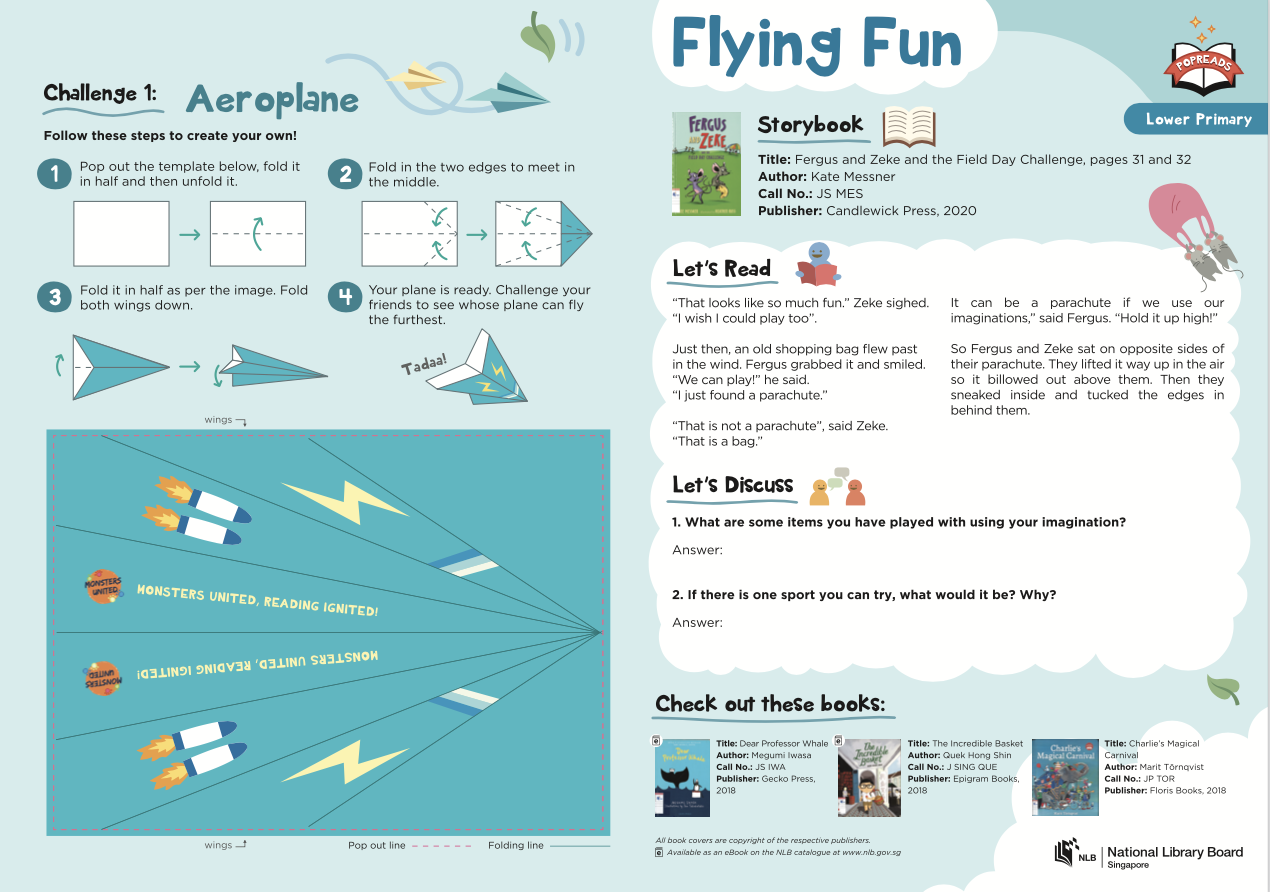 Challenge 1: Aeroplane
Follow these steps to create your own!
1
Pop out the template below, fold it
in half and then unfold it.
2
Fold in the two edges to meet in
the middle.
3
Fold it in half as per the image. Fold
both wings down.
4
Your plane is ready. Challenge your
friends to see whose plane can fly
the furthest.
Tadaa!
wings
MONSTERS
UNITED
MONSTERS UNITED, READING IGNITED!
MONSTERS UNITED, READING IGNITED!
MONSTERS
UNITED
wings
Pop out line
Folding line
Flying Fun
POPREADS
Lower Primary
FERGUS
AND ZEKE
Storybook
Title: Fergus and Zeke and the Field Day Challenge, pages 31 and 32
Author: Kate Messner
Call No.: JS MES
Publisher: Candlewick Press, 2020
Let's Read
“That looks like so much fun.” Zeke sighed.
“I wish I could play too”.
Just then, an old shopping bag flew past
in the wind. Fergus grabbed it and smiled.
“We can play!” he said.
“I just found a parachute.”
“That is not a parachute”, said Zeke.
“That is a bag.”
It can be a parachute if we use our
imaginations,” said Fergus. “Hold it up high!”
So Fergus and Zeke sat on opposite sides of
their parachute. They lifted it way up in the air
so it billowed out above them. Then they
sneaked inside and tucked the edges in
behind them.
Let's Discuss
1. What are some items you have played with using your imagination?
Answer:
2. If there is one sport you can try, what would it be? Why?
Answer:
Check out these books:
Dear
Professor Whale
Title: Dear Professor Whale
Author: Megumi Iwasa
Call No.: JS IWA
Publisher: Gecko Press,
2018
The
Incredible
Basket
Title: The Incredible Basket
Author: Quek Hong Shin
Call No.: J SING QUE
Publisher: Epigram Books,
2018
Charlie's
Magical Carnival
Title: Charlie's Magical
Carnival
Author: Marit Törnqvist
Call No.: JP TOR
Publisher: Floris Books, 2018
All book covers are copyright of the respective publishers.
Available as an eBook on the NLB catalogue at www.nlb.gov.sg
NLB
National Library Board
Singapore